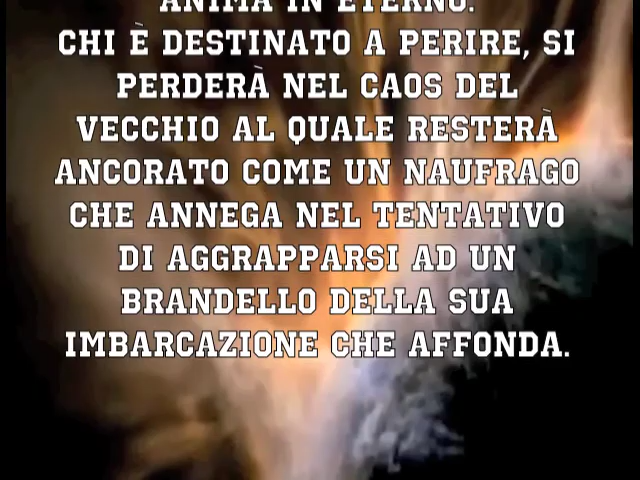 ANIMA IN ETERNO.
CHI È DESTINATO A PERIRE, SI
PERDERÀ NEL CAOS DEL
VECCHIO AL QUALE RESTERÀ
ANCORATO COME UN NAUFRAGO
CHE ANNEGA NEL TENTATIVO
DI AGGRAPPARSI AD UN
BRANDELLO DELLA SUA
IMBARCAZIONE CHE AFFONDA.